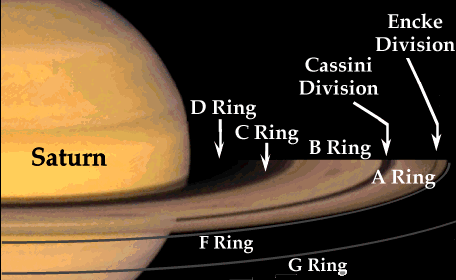 Encke
Division
Cassini
Division
D Ring
C Ring
B Ring
Saturn
A Ring
F Ring
G Ring